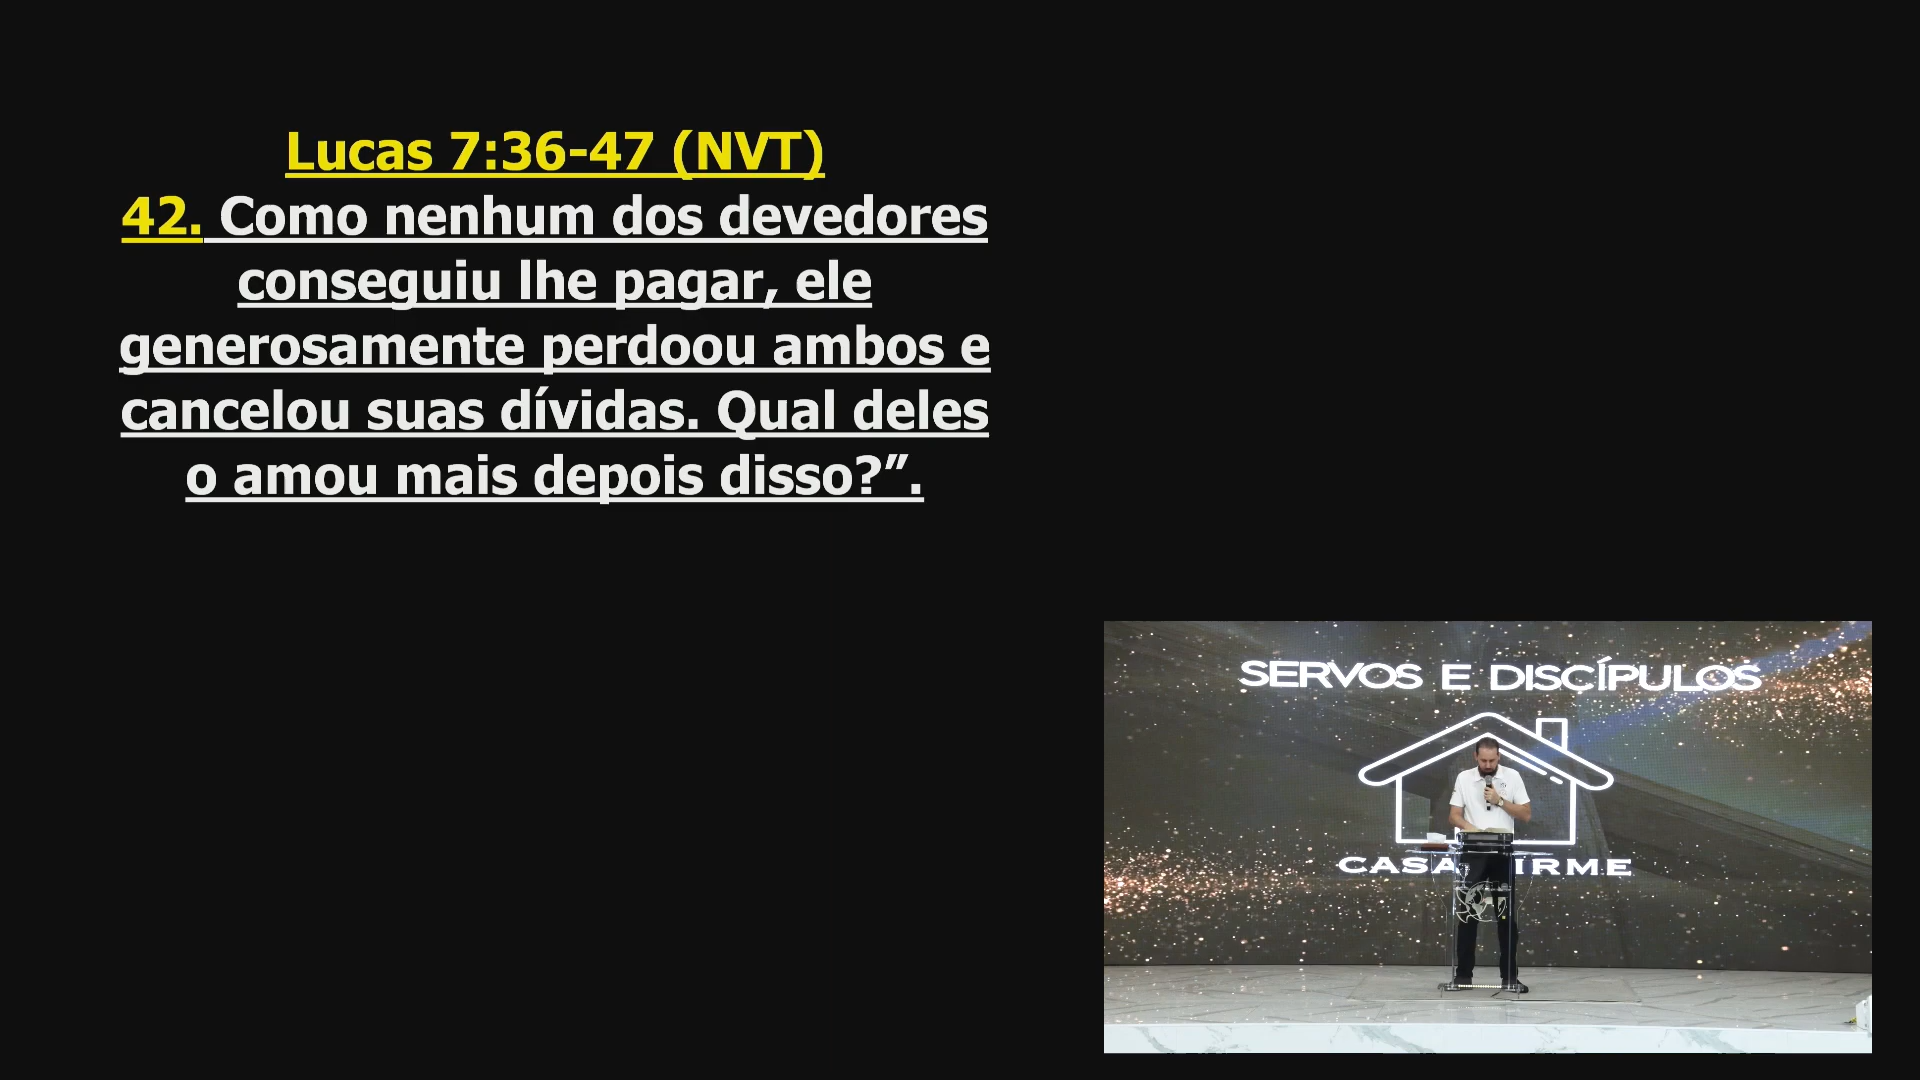 Lucas 7:36-47 (NVT)
42. Como nenhum dos devedores
conseguiu lhe pagar, ele
generosamente perdoou ambos e
cancelou suas dívidas. Qual deles
o amou mais depois disso?”.
SERVOS E DISCÍPULOS
CASA IRME